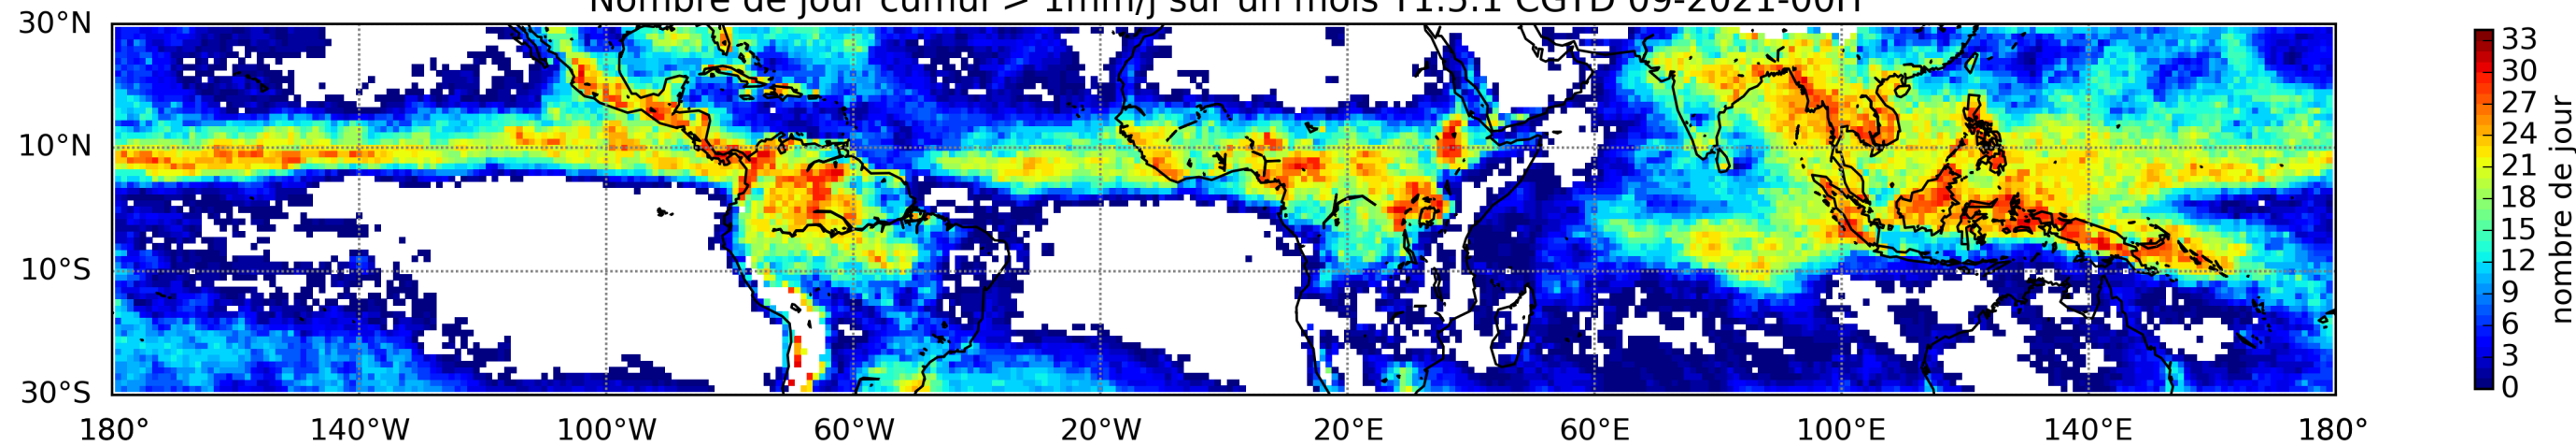 Nombre de jour cumul > 1mm/j sur un mois T1.5.1 CGTD 09-2021-00H
30°N
10°N
10°S
30°S
180° 140°W 100°W 60°W 20°W 20°E 60°E 100°E 140°E 180°
33
30
27
24
21
18
15
12
9
6
3
0
nombre de jour